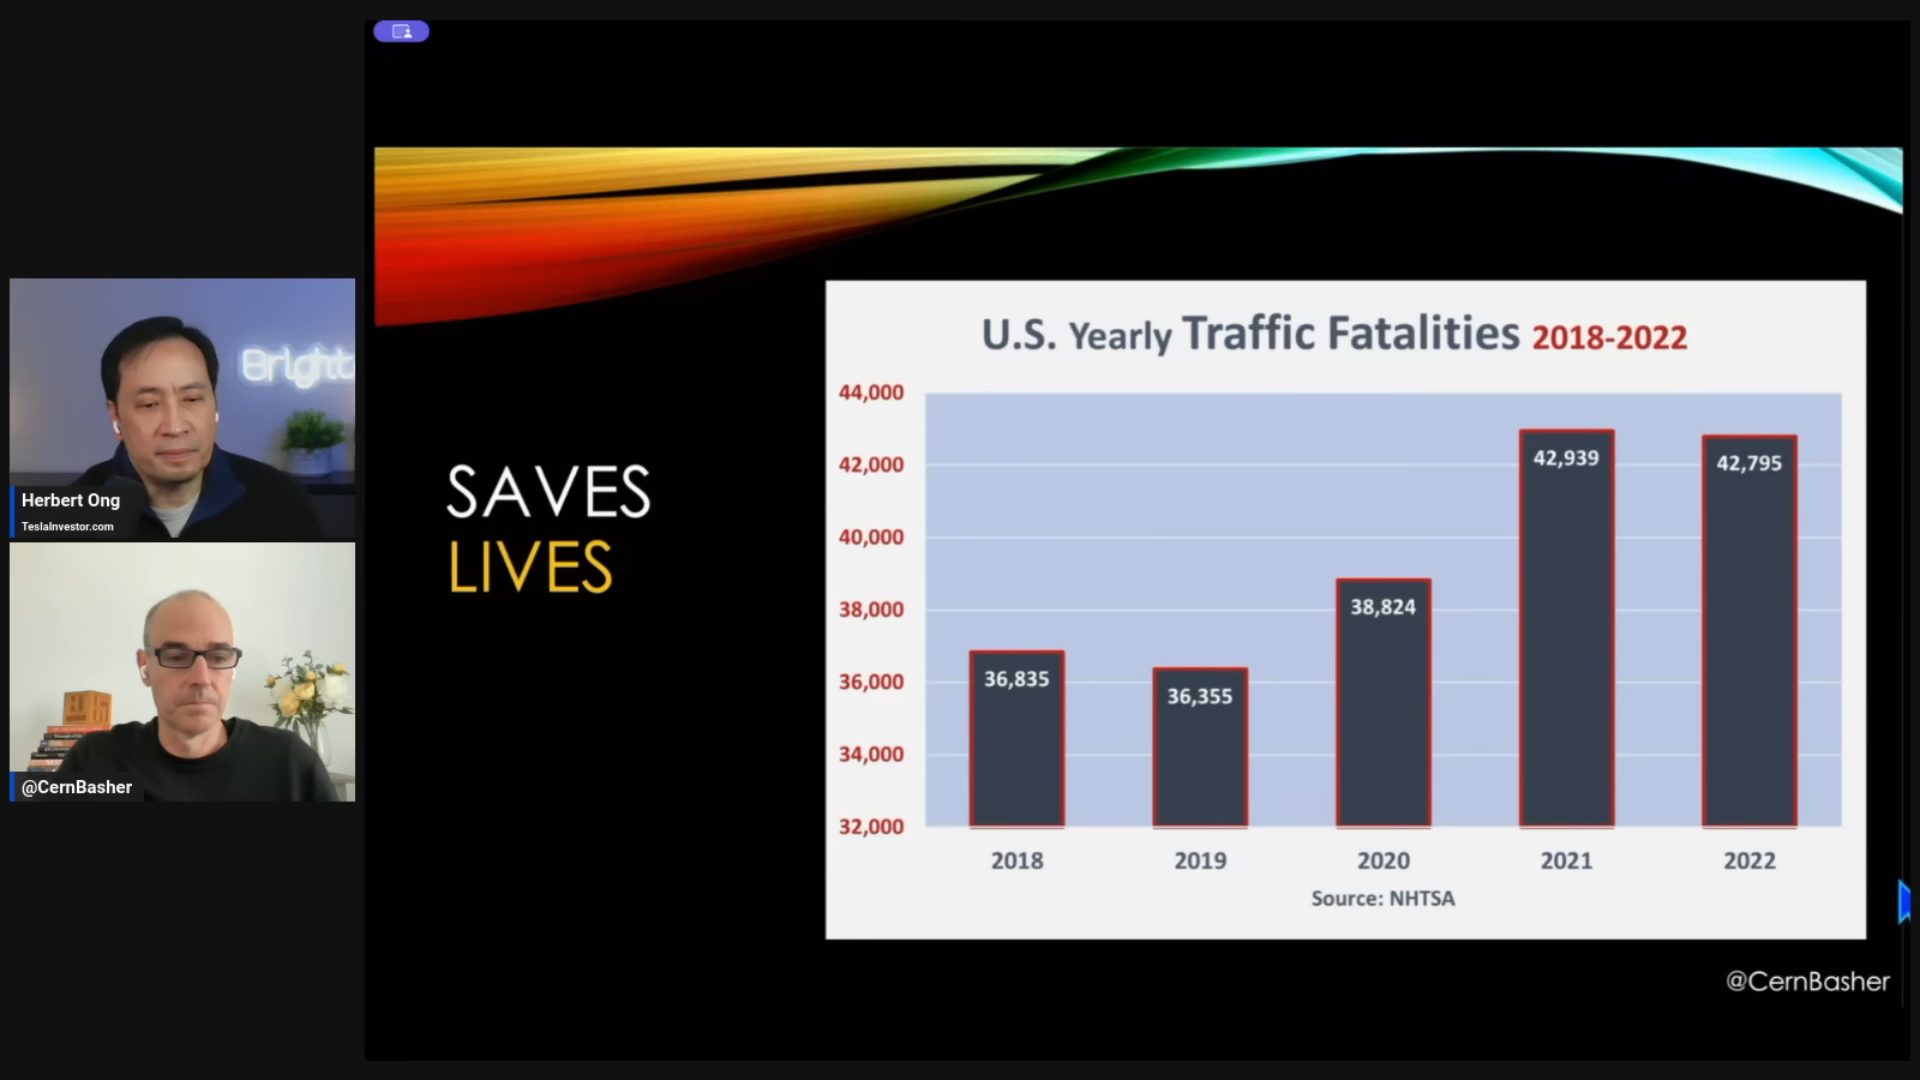 Bright
Herbert Ong
TeslaInvestor.com
@CernBasher
SAVES
LIVES
U.S. Yearly Traffic Fatalities 2018-2022
44,000
42,000
40,000
38,000
36,000
34,000
32,000
36,835
36,355
38,824
42,939
42,795
2018 2019 2020 2021 2022
Source: NHTSA
@CernBasher